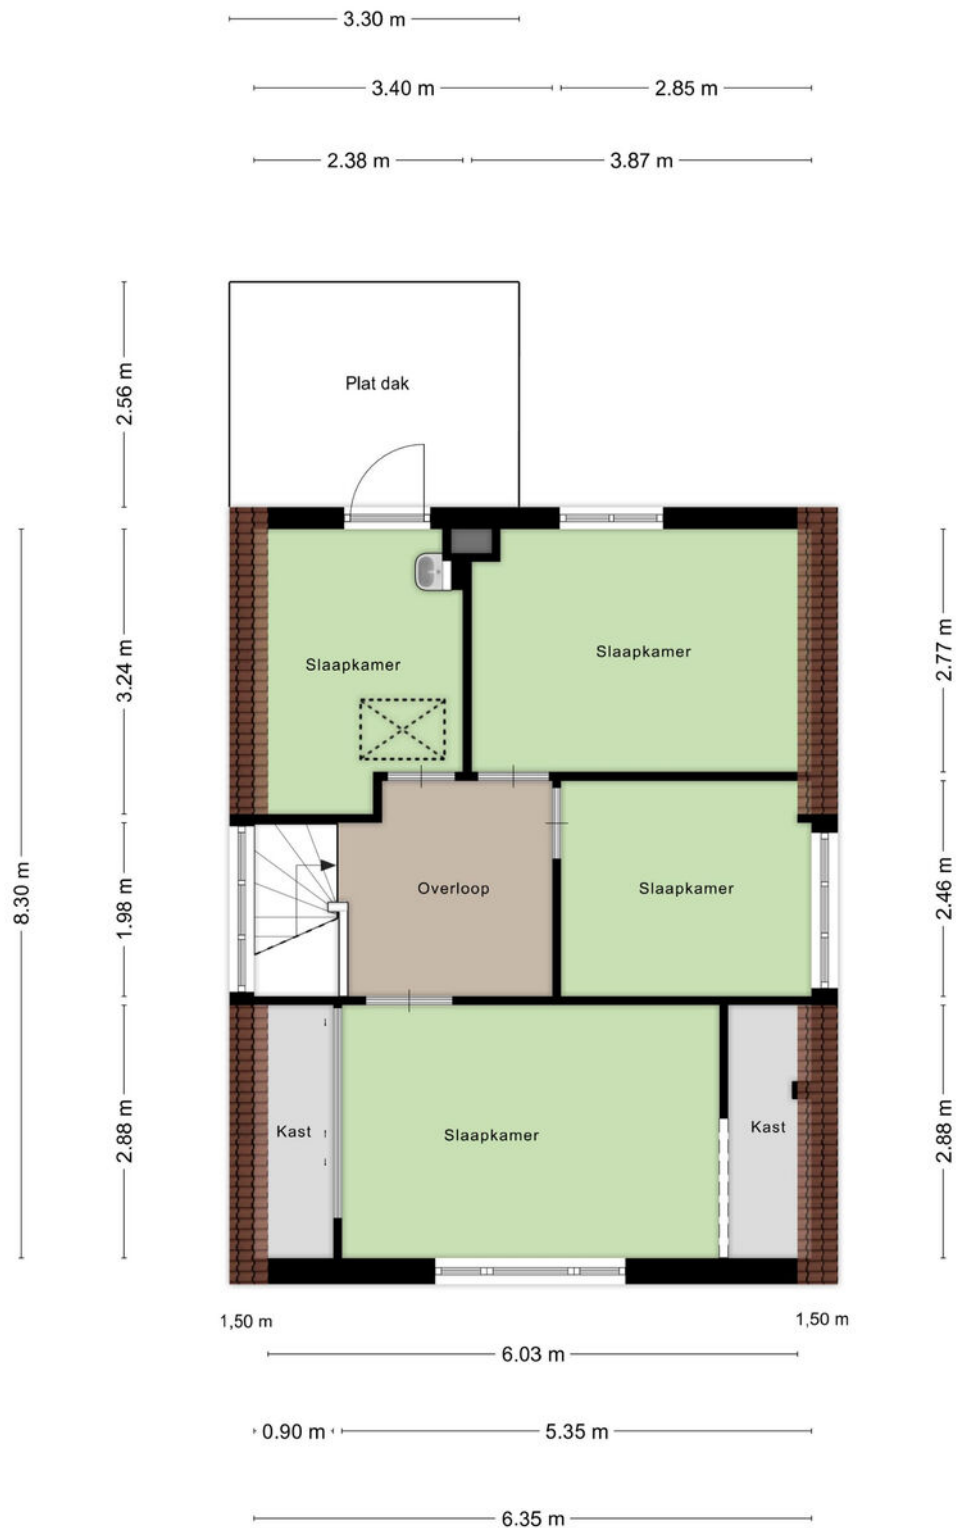 3.30 m
3.40 m
2.85 m
2.38 m
3.87 m
2.56 m
Plat dak
3.24 m
Slaapkamer
Slaapkamer
2.77 m
8.30 m
1.98 m
Overloop
Slaapkamer
2.46 m
2.88 m
Kast
Slaapkamer
Kast
2.88 m
1,50 m
1,50 m
6.03 m
0.90 m
5.35 m
6.35 m